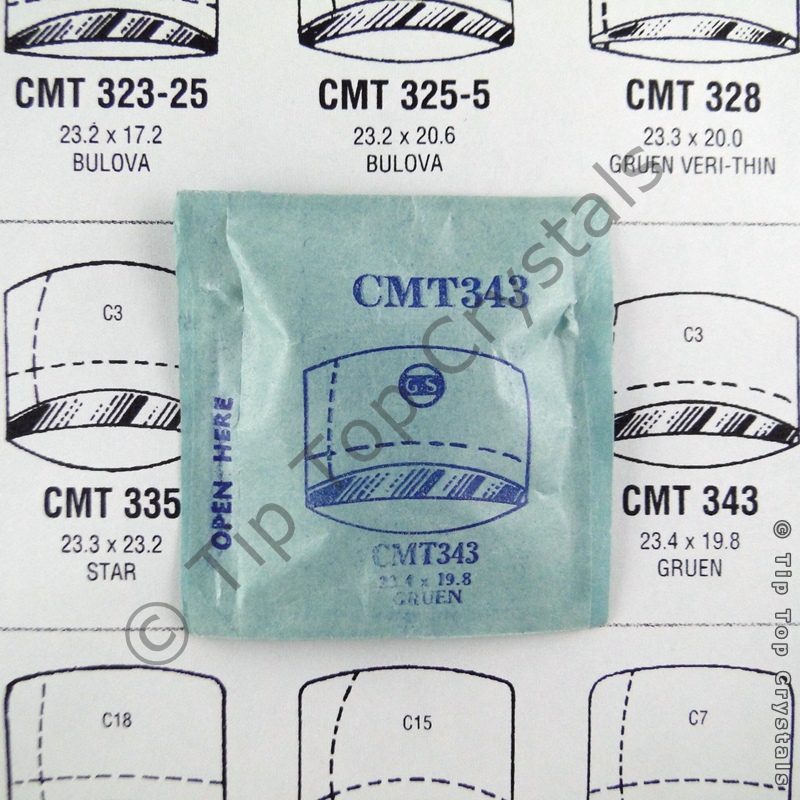 CMT 323-25
23.2 x 17.2
BULOVA
CMT 325-5
23.2 x 20.6
BULOVA
CMT 328
23.3 x 20.0
GRUEN VERI-THIN
C3
CMT 335
23.3 x 23.2
STAR
CMT343
G·S
OPEN HERE
CMT343
23.4 x 19.8
GRUEN
C3
CMT 343
23.4 x 19.8
GRUEN
C18
C15
C7
© Tip Top Crystals
© Tip Top Crystals